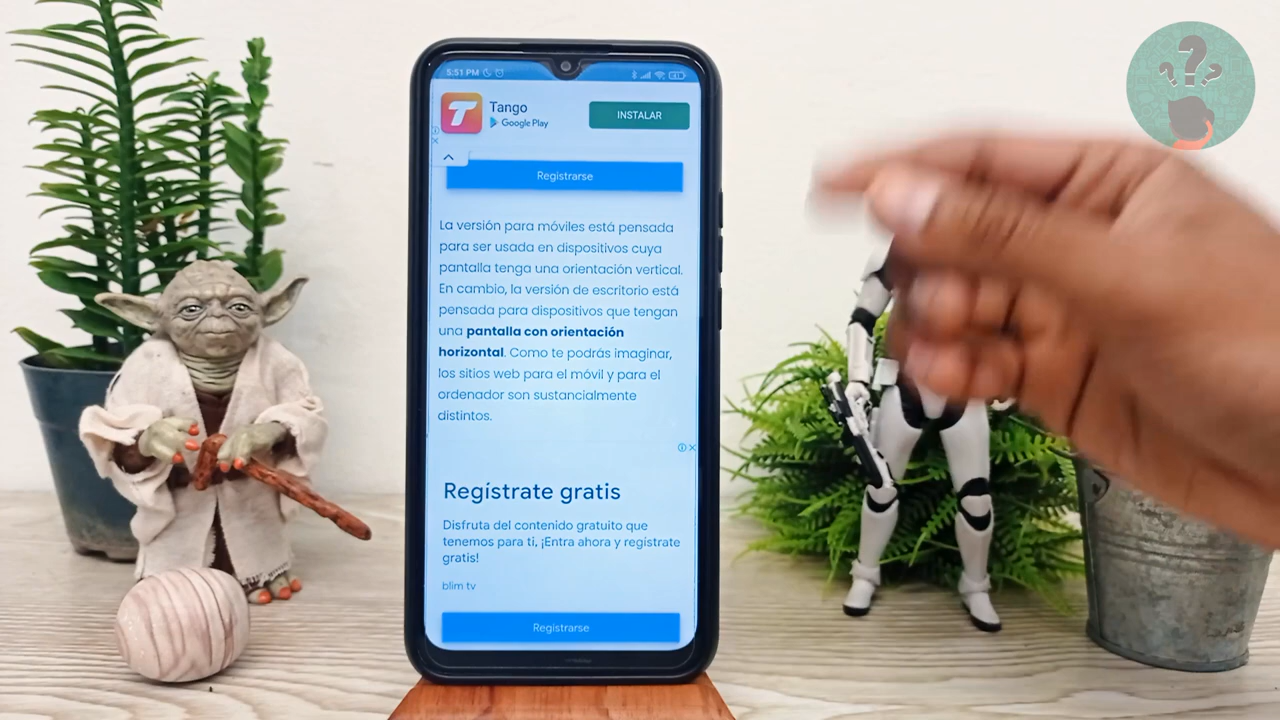 5:51 PM
Tango
Google Play
INSTALAR
Registrarse
La versión para móviles está pensada
para ser usada en dispositivos cuya
pantalla tenga una orientación vertical.
En cambio, la versión de escritorio está
pensada para dispositivos que tengan
una pantalla con orientación
horizontal. Como te podrás imaginar,
los sitios web para el móvil y para el
ordenador son sustancialmente
distintos.
Regístrate gratis
Disfruta del contenido gratuito que
tenemos para ti, ¡Entra ahora y regístrate
gratis!
blim tv
Registrarse